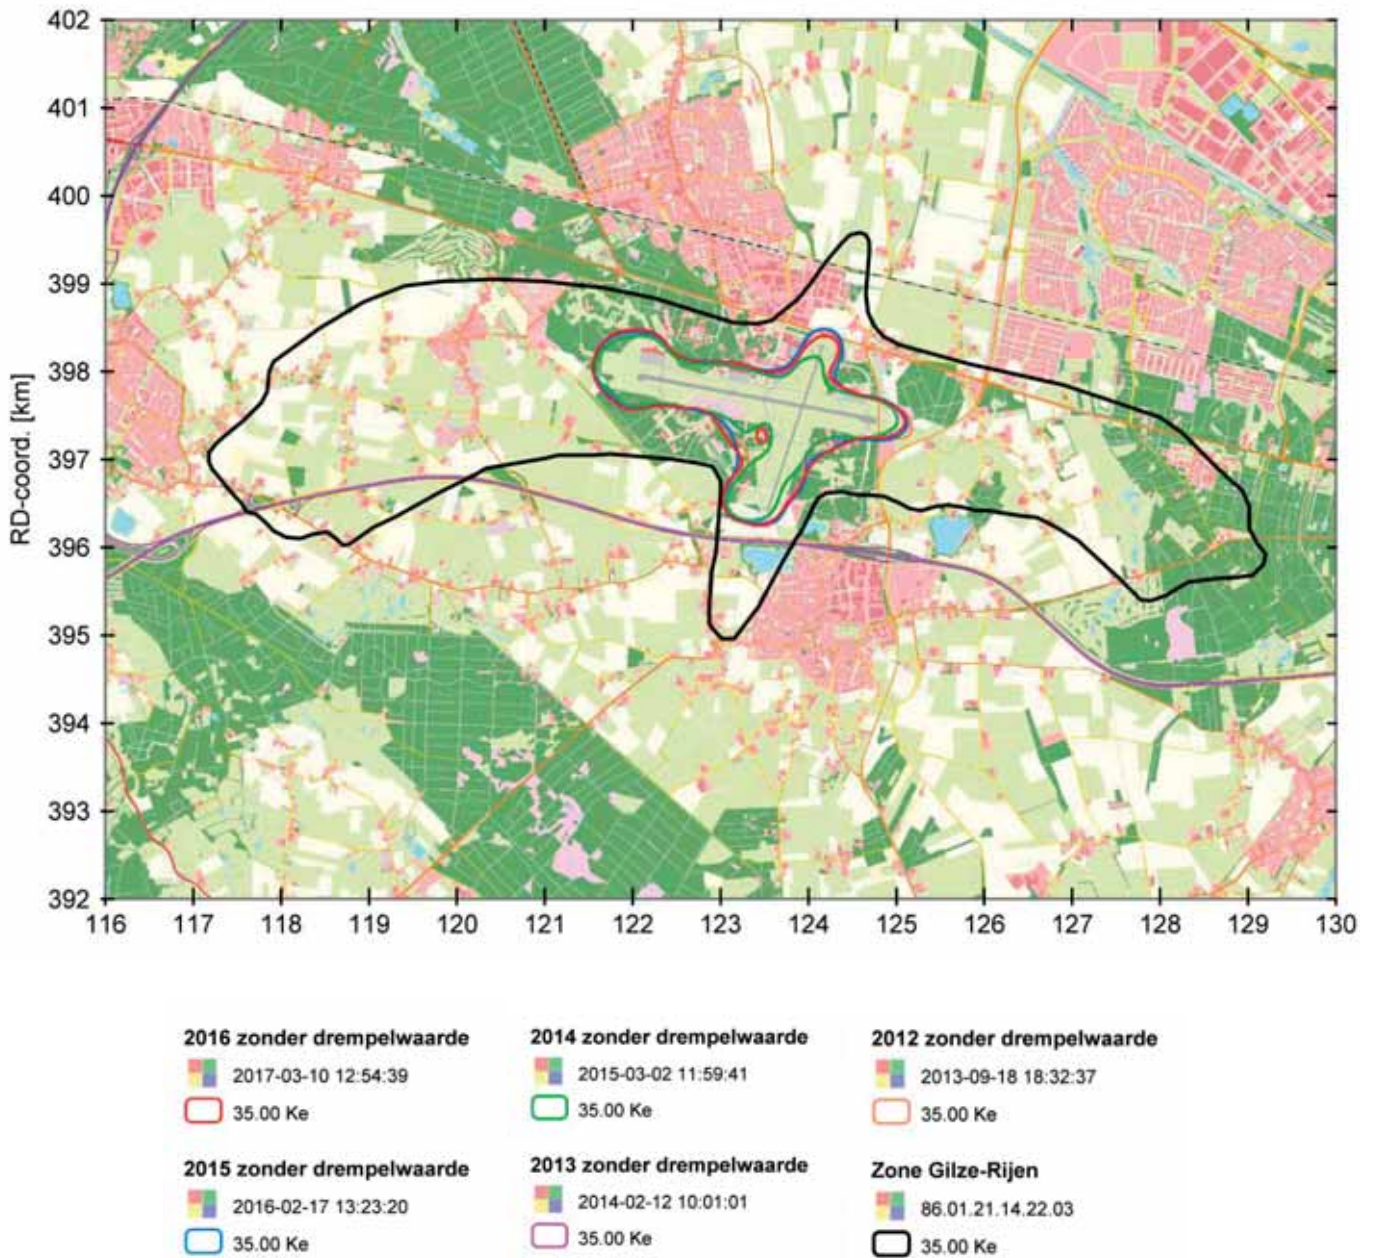 402
401
400
399
398
397
396
395
394
393
392
RD-coord. [km]
116 117 118 119 120 121 122 123 124 125 126 127 128 129 130
2016 zonder drempelwaarde
2017-03-10 12:54:39
35.00 Ke
2014 zonder drempelwaarde
2015-03-02 11:59:41
35.00 Ke
2012 zonder drempelwaarde
2013-09-18 18:32:37
35.00 Ke
2015 zonder drempelwaarde
2016-02-17 13:23:20
35.00 Ke
2013 zonder drempelwaarde
2014-02-12 10:01:01
35.00 Ke
Zone Gilze-Rijen
86.01.21.14.22.03
35.00 Ke